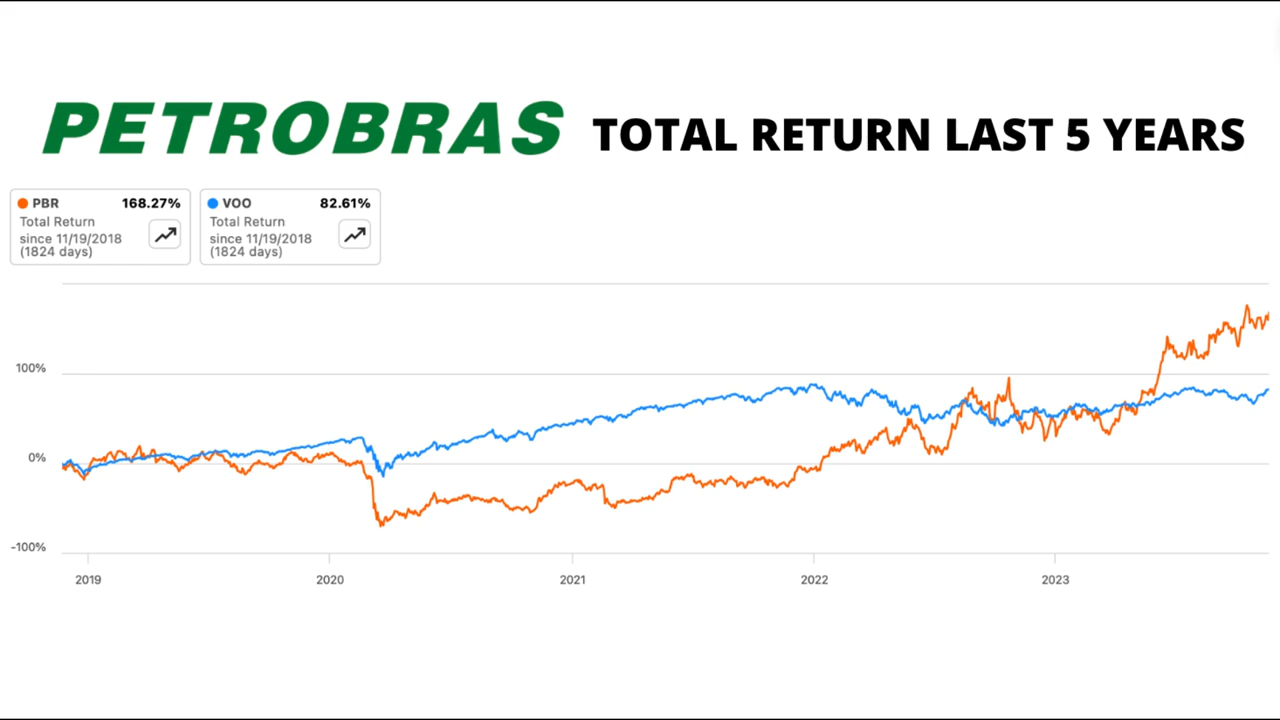 PETROBRAS TOTAL RETURN LAST 5 YEARS
PBR 168.27%
Total Return
since 11/19/2018
(1824 days)
VOO 82.61%
Total Return
since 11/19/2018
(1824 days)
100%
0%
-100%
2019 2020 2021 2022 2023